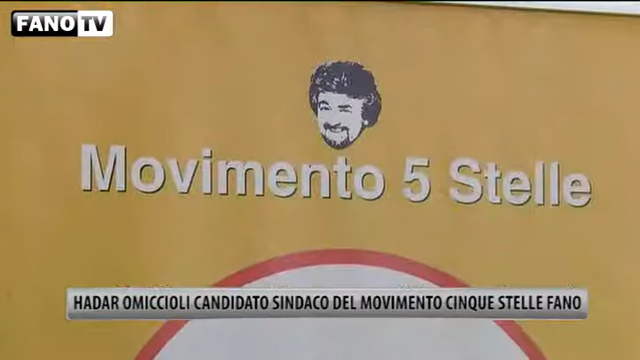 FANO TV
Movimento 5 Stelle
HADAR OMICCIOLI CANDIDATO SINDACO DEL MOVIMENTO CINQUE STELLE FANO